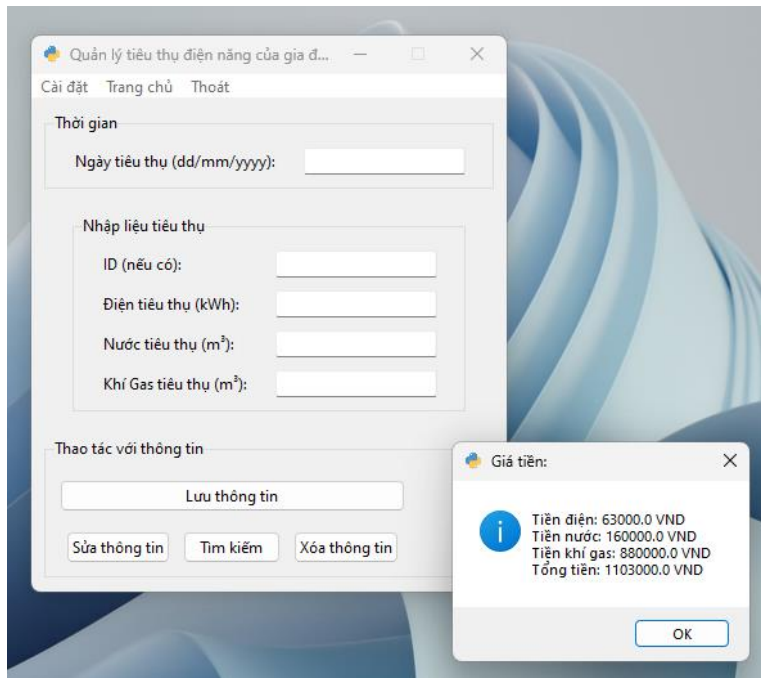 Quản lý tiêu thụ điện năng của gia đ...
Cài đặt Trang chủ Thoát
Thời gian
Ngày tiêu thụ (dd/mm/yyyy):
Nhập liệu tiêu thụ
ID (nếu có):
Điện tiêu thụ (kWh):
Nước tiêu thụ (m³):
Khí Gas tiêu thụ (m³):
Thao tác với thông tin
Lưu thông tin
Sửa thông tin Tìm kiếm Xóa thông tin
Giá tiền:
Tiền điện: 63000.0 VND
Tiền nước: 160000.0 VND
Tiền khí gas: 880000.0 VND
Tổng tiền: 1103000.0 VND
OK